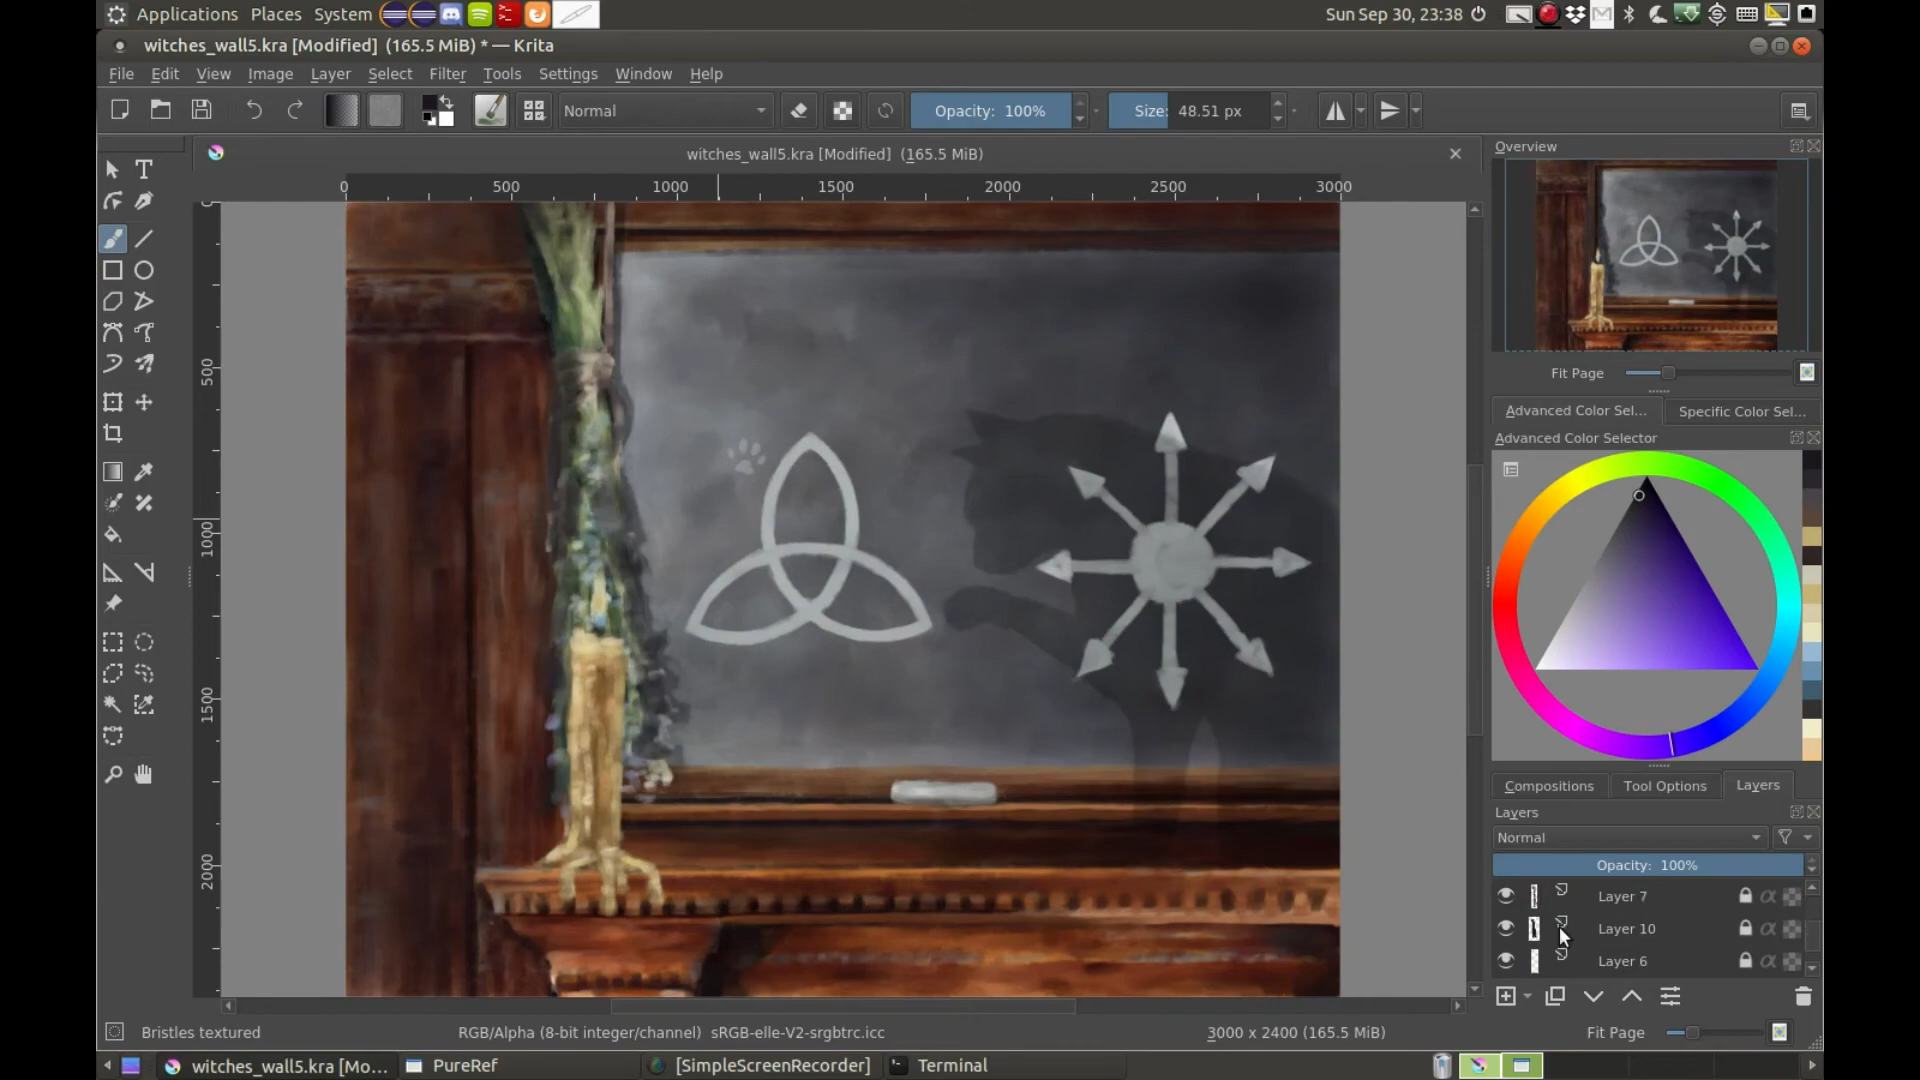 Applications Places System
Sun Sep 30, 23:38
witches_wall5.kra [Modified] (165.5 MiB) * — Krita
File Edit View Image Layer Select Filter Tools Settings Window Help
Normal
Opacity: 100%
Size: 48.51 px
witches_wall5.kra [Modified] (165.5 MiB)
0 500 1000 1500 2000 2500 3000
0
500
1000
1500
2000
Overview
Fit Page
Advanced Color Sel...
Specific Color Sel...
Advanced Color Selector
Compositions
Tool Options
Layers
Layers
Normal
Opacity: 100%
Layer 7
Layer 10
Layer 6
Bristles textured
RGB/Alpha (8-bit integer/channel) sRGB-elle-V2-srgbtrc.icc
3000 x 2400 (165.5 MiB)
Fit Page
witches_wall5.kra [Mo...
PureRef
[SimpleScreenRecorder]
Terminal